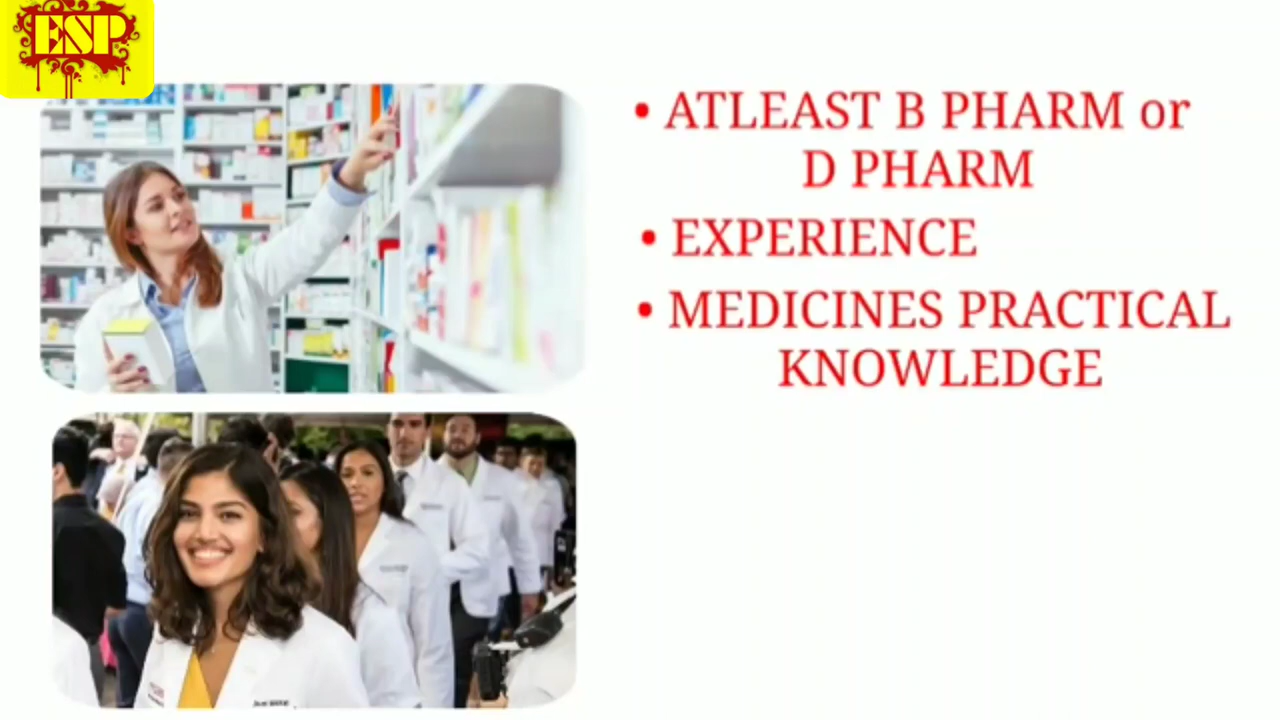 ESP
• ATLEAST B PHARM or
D PHARM
• EXPERIENCE
• MEDICINES PRACTICAL
KNOWLEDGE